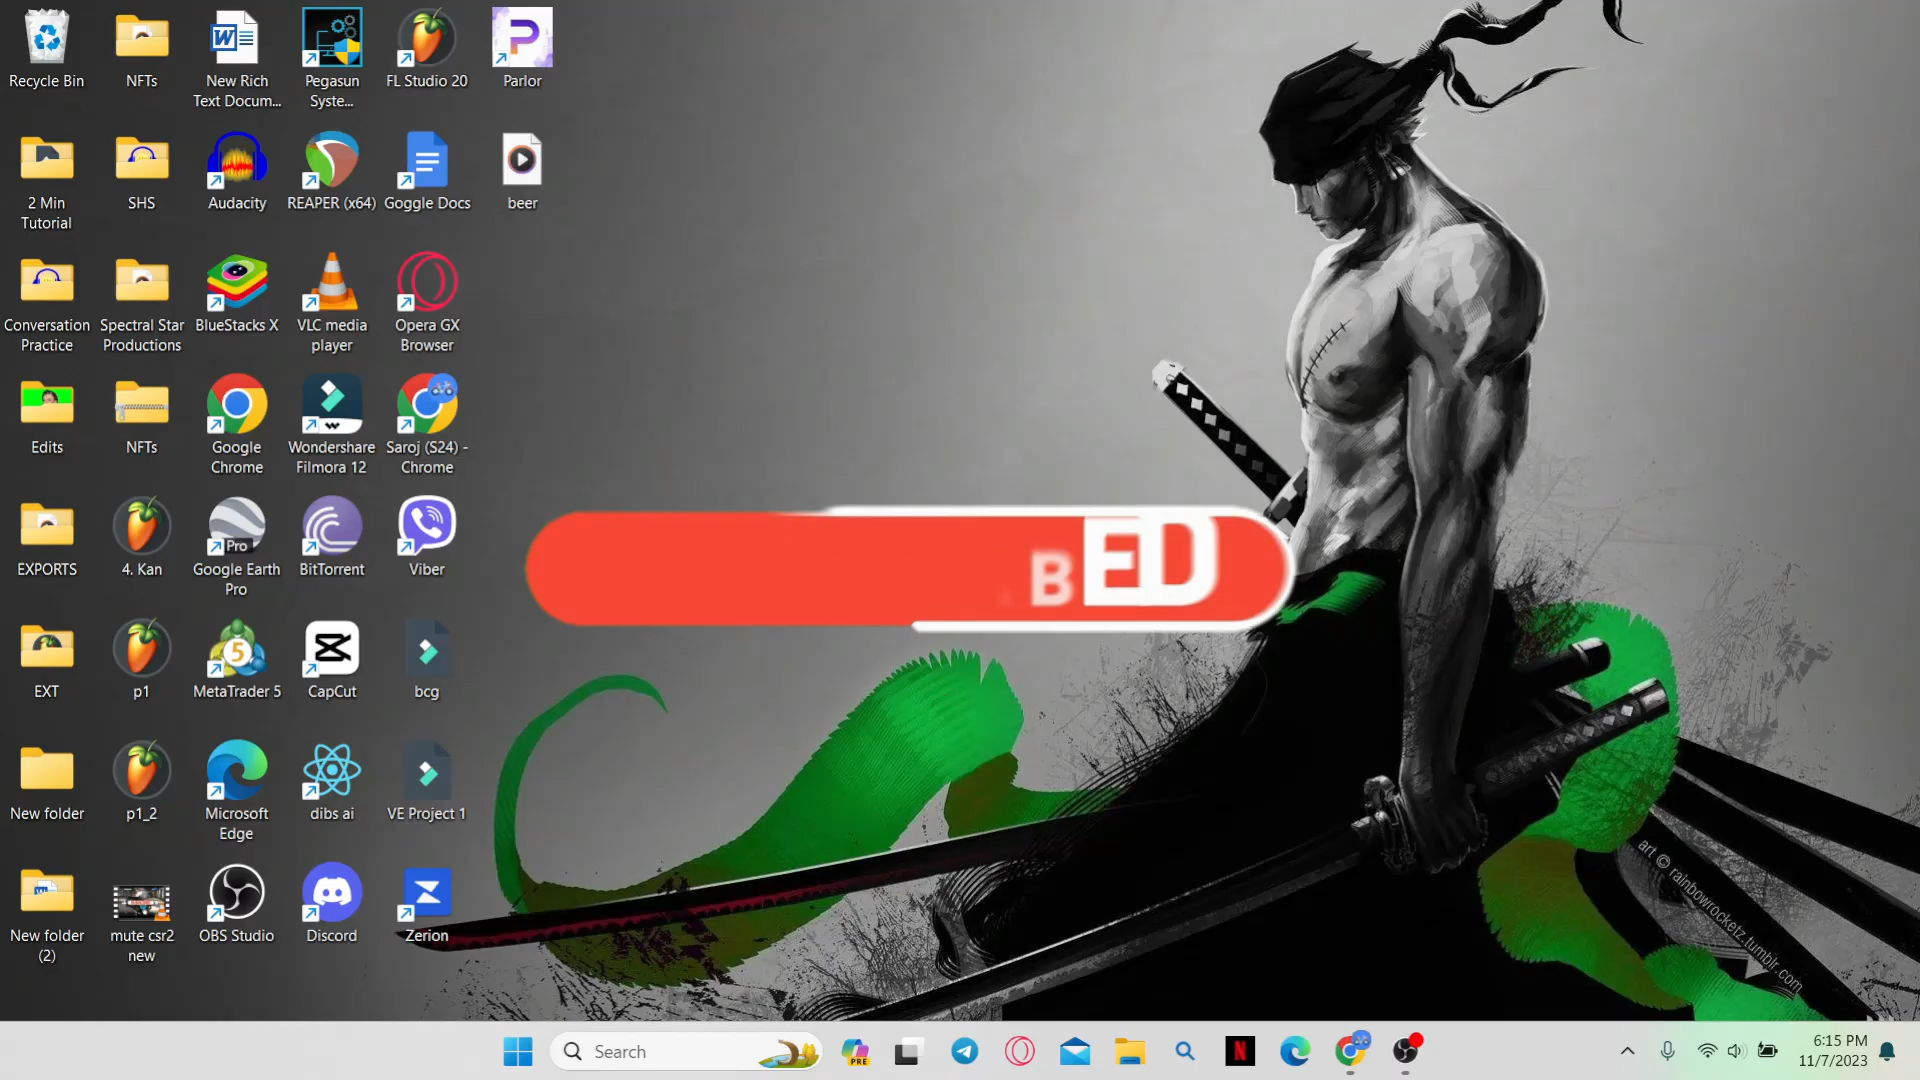 Recycle Bin
NFTs
New Rich
Text Docum...
Pegasun
Syste...
FL Studio 20
Parlor
2 Min
Tutorial
SHS
Audacity
REAPER (x64)
Goggle Docs
beer
Conversation
Practice
Spectral Star
Productions
BlueStacks X
VLC media
player
Opera GX
Browser
Edits
NFTs
Google
Chrome
Wondershare
Filmora 12
Saroj (S24) -
Chrome
B ED
EXPORTS
4. Kan
Pro
Google Earth
Pro
BitTorrent
Viber
EXT
p1
5
MetaTrader 5
CapCut
bcg
New folder
p1_2
Microsoft
Edge
dibs ai
VE Project 1
New folder
(2)
mute csr2
new
OBS Studio
Discord
Zerion
art © rainbowrocketz.tumblr.com
Search
PRE
N
6:15 PM
11/7/2023